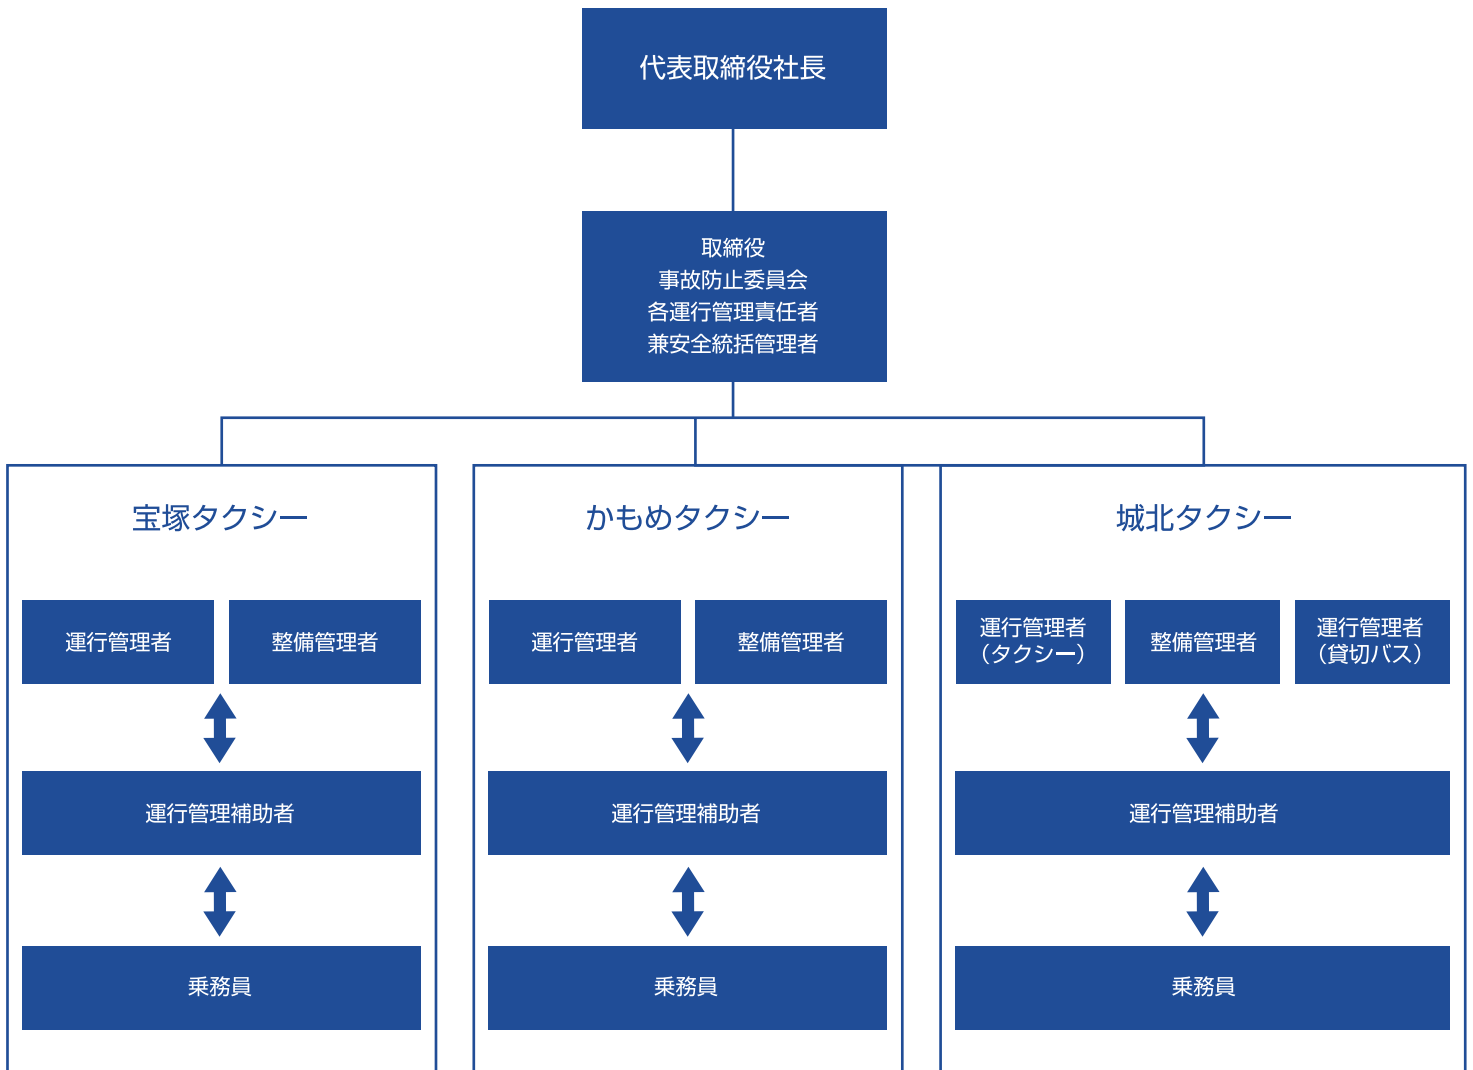 代表取締役社長
取締役
事故防止委員会
各運行管理責任者
兼安全統括管理者
宝塚タクシー
運行管理者
整備管理者
運行管理補助者
乗務員
かもめタクシー
運行管理者
整備管理者
運行管理補助者
乗務員
城北タクシー
運行管理者
（タクシー）
整備管理者
運行管理者
（貸切バス）
運行管理補助者
乗務員